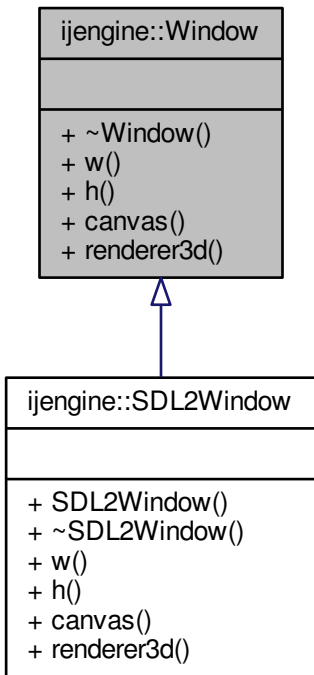 ijengine::Window
+ ~Window()
+ w()
+ h()
+ canvas()
+ renderer3d()
ijengine::SDL2Window
+ SDL2Window()
+ ~SDL2Window()
+ w()
+ h()
+ canvas()
+ renderer3d()